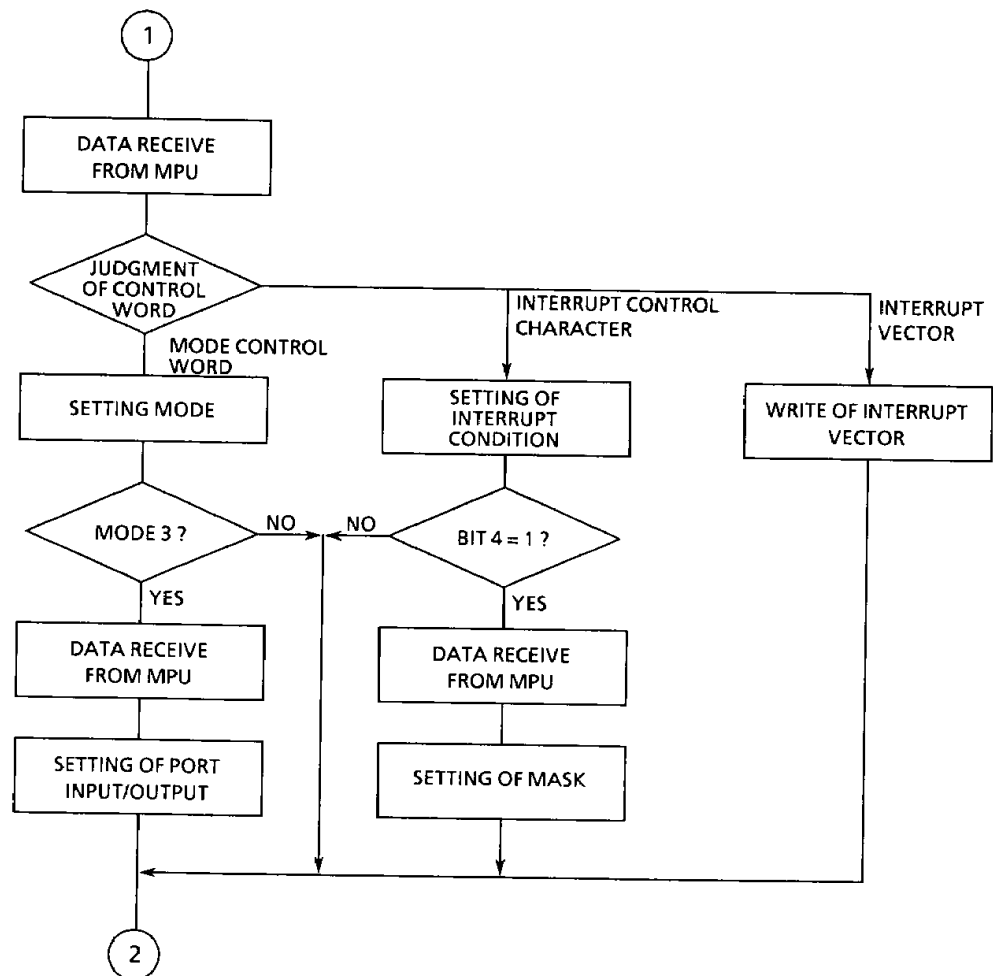 1
DATA RECEIVE
FROM MPU
JUDGMENT
OF CONTROL
WORD
INTERRUPT CONTROL
CHARACTER
INTERRUPT
VECTOR
MODE CONTROL
WORD
SETTING MODE
SETTING OF
INTERRUPT
CONDITION
WRITE OF INTERRUPT
VECTOR
MODE 3 ?
NO
NO
BIT 4 = 1 ?
YES
YES
DATA RECEIVE
FROM MPU
DATA RECEIVE
FROM MPU
SETTING OF PORT
INPUT/OUTPUT
SETTING OF MASK
2